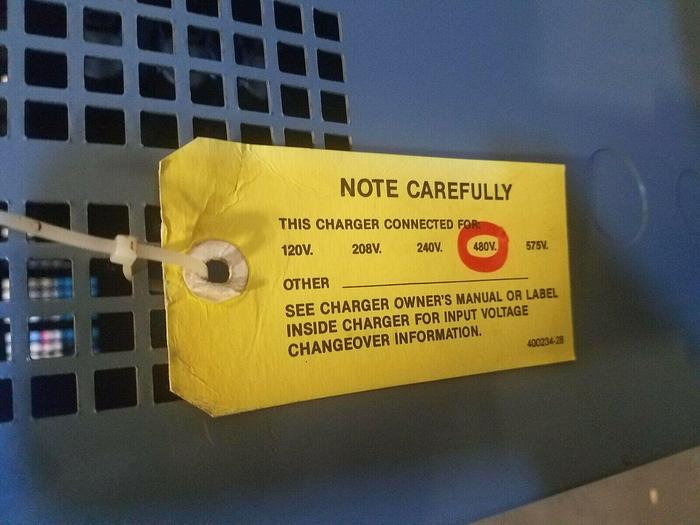 NOTE CAREFULLY
THIS CHARGER CONNECTED FOR:
120V. 208V. 240V. 480V. 575V.
OTHER
SEE CHARGER OWNER'S MANUAL OR LABEL
INSIDE CHARGER FOR INPUT VOLTAGE
CHANGEOVER INFORMATION.
400234-2B